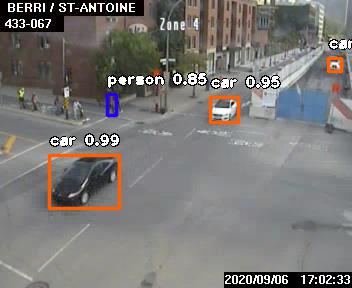 BERRI / ST-ANTOINE
433-067
Zone 4
car
person 0.85
car 0.95
car 0.99
2020/09/06 17:02:33